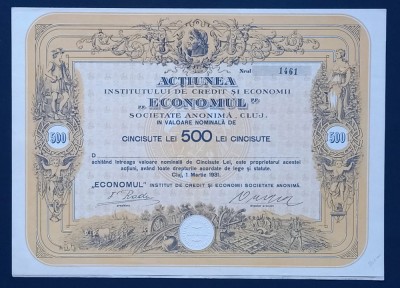 Nrul 1461
ACȚIUNEA
INSTITUTULUI DE CREDIT ȘI ECONOMII
„ECONOMUL”
SOCIETATE ANONIMĂ, CLUJ,
IN VALOARE NOMINALĂ DE
CINCISUTE LEI 500 LEI CINCISUTE
500
500
D
achitând întreaga valoare nominală de Cincisute Lei, este proprietarul acestei
acțiuni, având toate drepturile acordate de lege și statute.
Cluj, 1 Martie 1931.
„ECONOMUL” INSTITUT DE CREDIT ȘI ECONOMII SOCIETATE ANONIMĂ